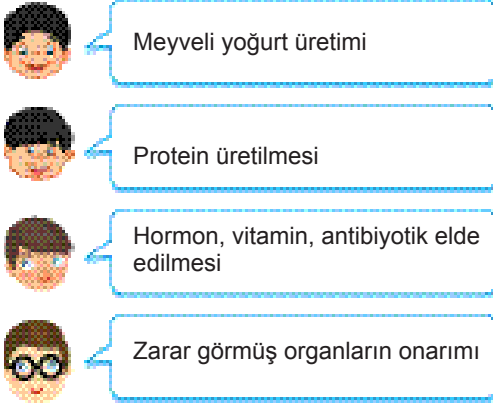 Meyveli yoğurt üretimi
Protein üretilmesi
Hormon, vitamin, antibiyotik elde
edilmesi
Zarar görmüş organların onarımı